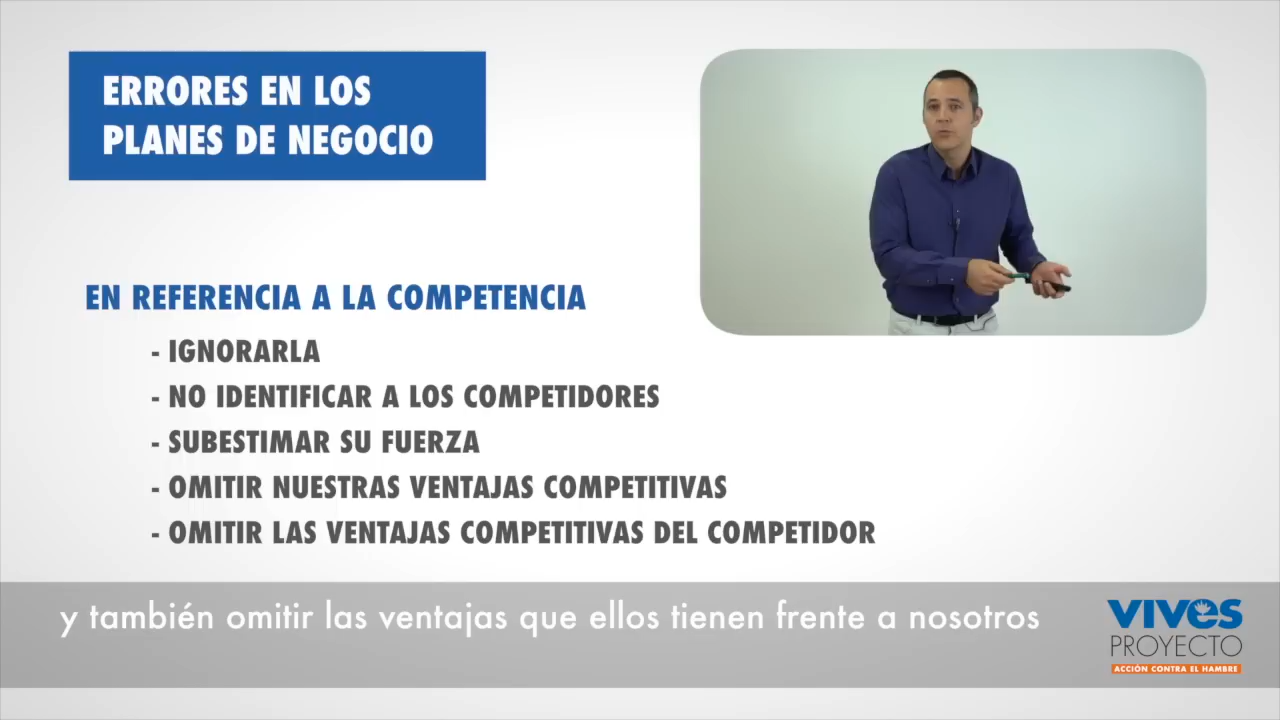 ERRORES EN LOS
PLANES DE NEGOCIO
EN REFERENCIA A LA COMPETENCIA
- IGNORARLA
- NO IDENTIFICAR A LOS COMPETIDORES
- SUBESTIMAR SU FUERZA
- OMITIR NUESTRAS VENTAJAS COMPETITIVAS
- OMITIR LAS VENTAJAS COMPETITIVAS DEL COMPETIDOR
y también omitir las ventajas que ellos tienen frente a nosotros
VIVES
PROYECTO
ACCIÓN CONTRA EL HAMBRE